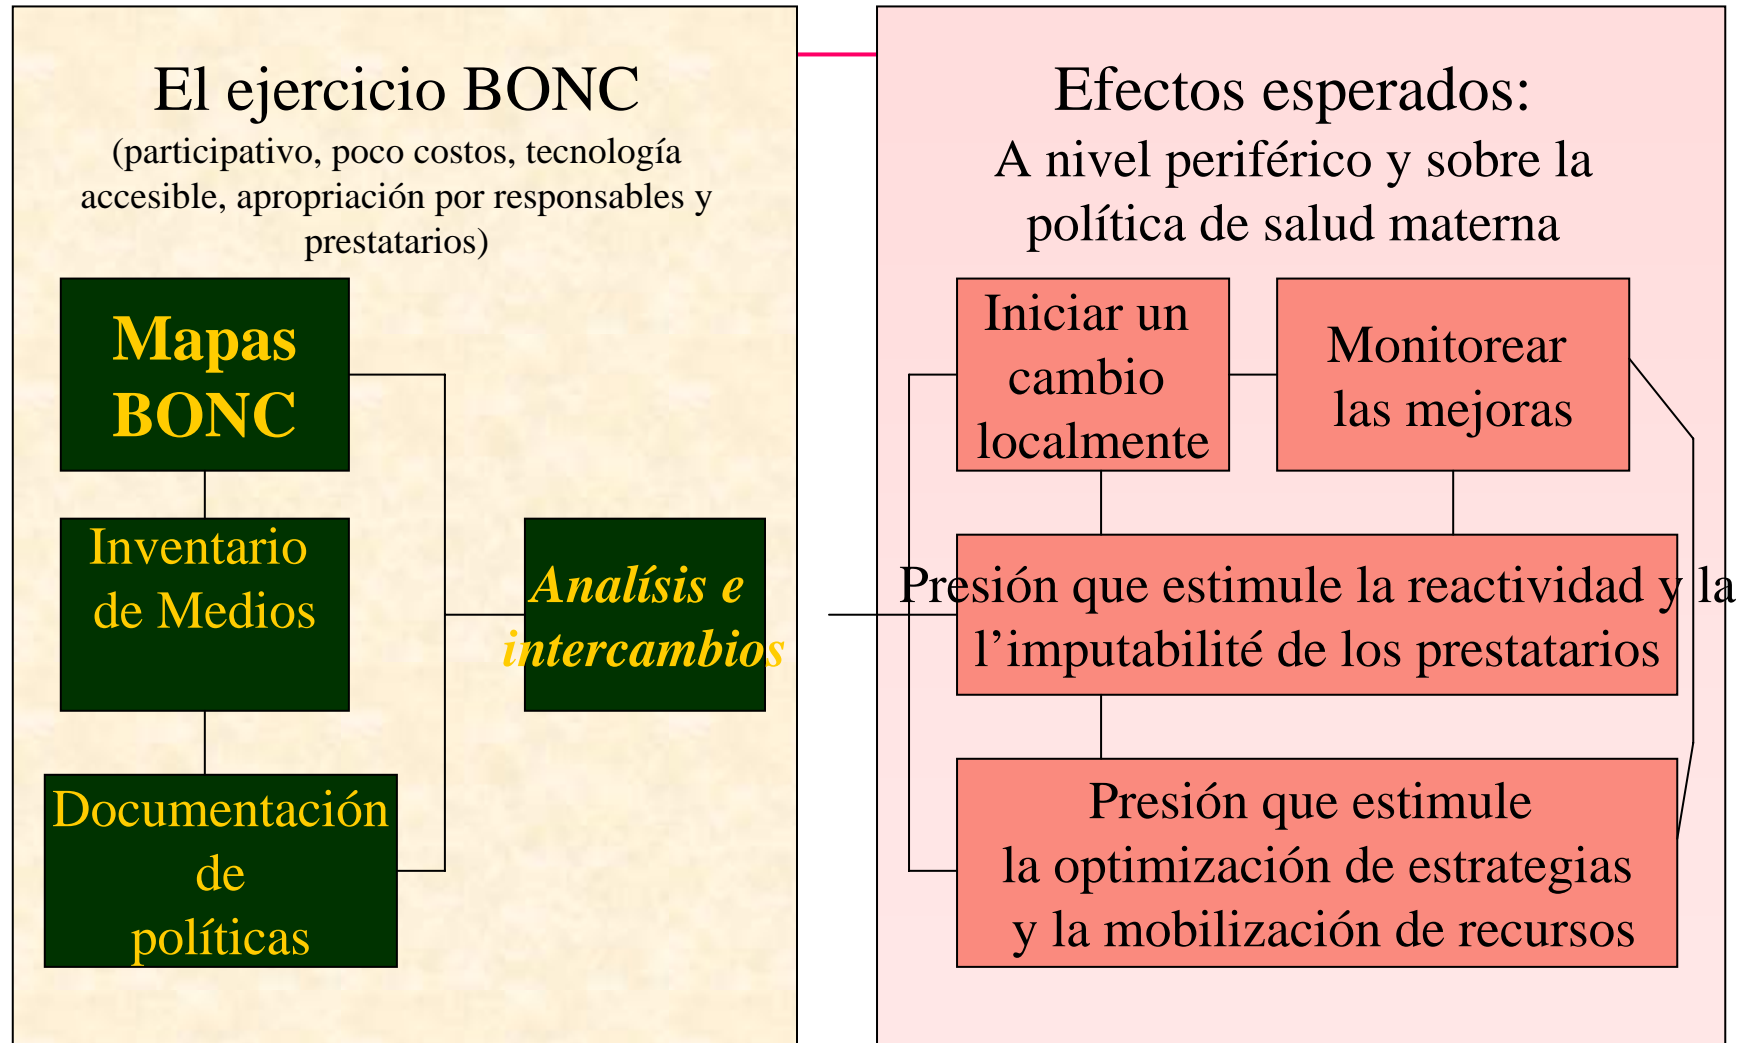 El ejercicio BONC
(participativo, poco costos, tecnología
accesible, apropriación por responsables y
prestatarios)
Mapas
BONC
Inventario
de Medios
Documentación
de
políticas
Analísis e
intercambios
Efectos esperados:
A nivel periférico y sobre la
política de salud materna
Iniciar un
cambio
localmente
Monitorear
las mejoras
Presión que estimule la reactividad y la
l’imputabilité de los prestatarios
Presión que estimule
la optimización de estrategias
y la mobilización de recursos